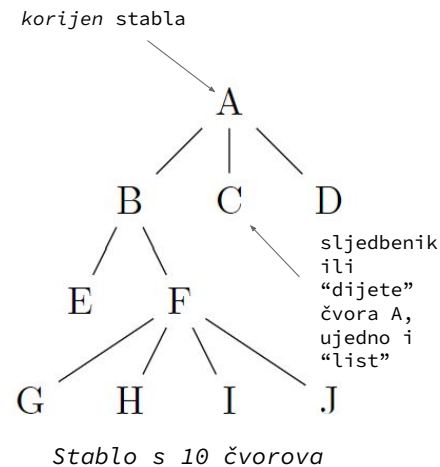 korijen stabla
A
B C D
sljedbenik
ili
“dijete”
čvora A,
ujedno i
“list”
E F
G H I J
Stablo s 10 čvorova